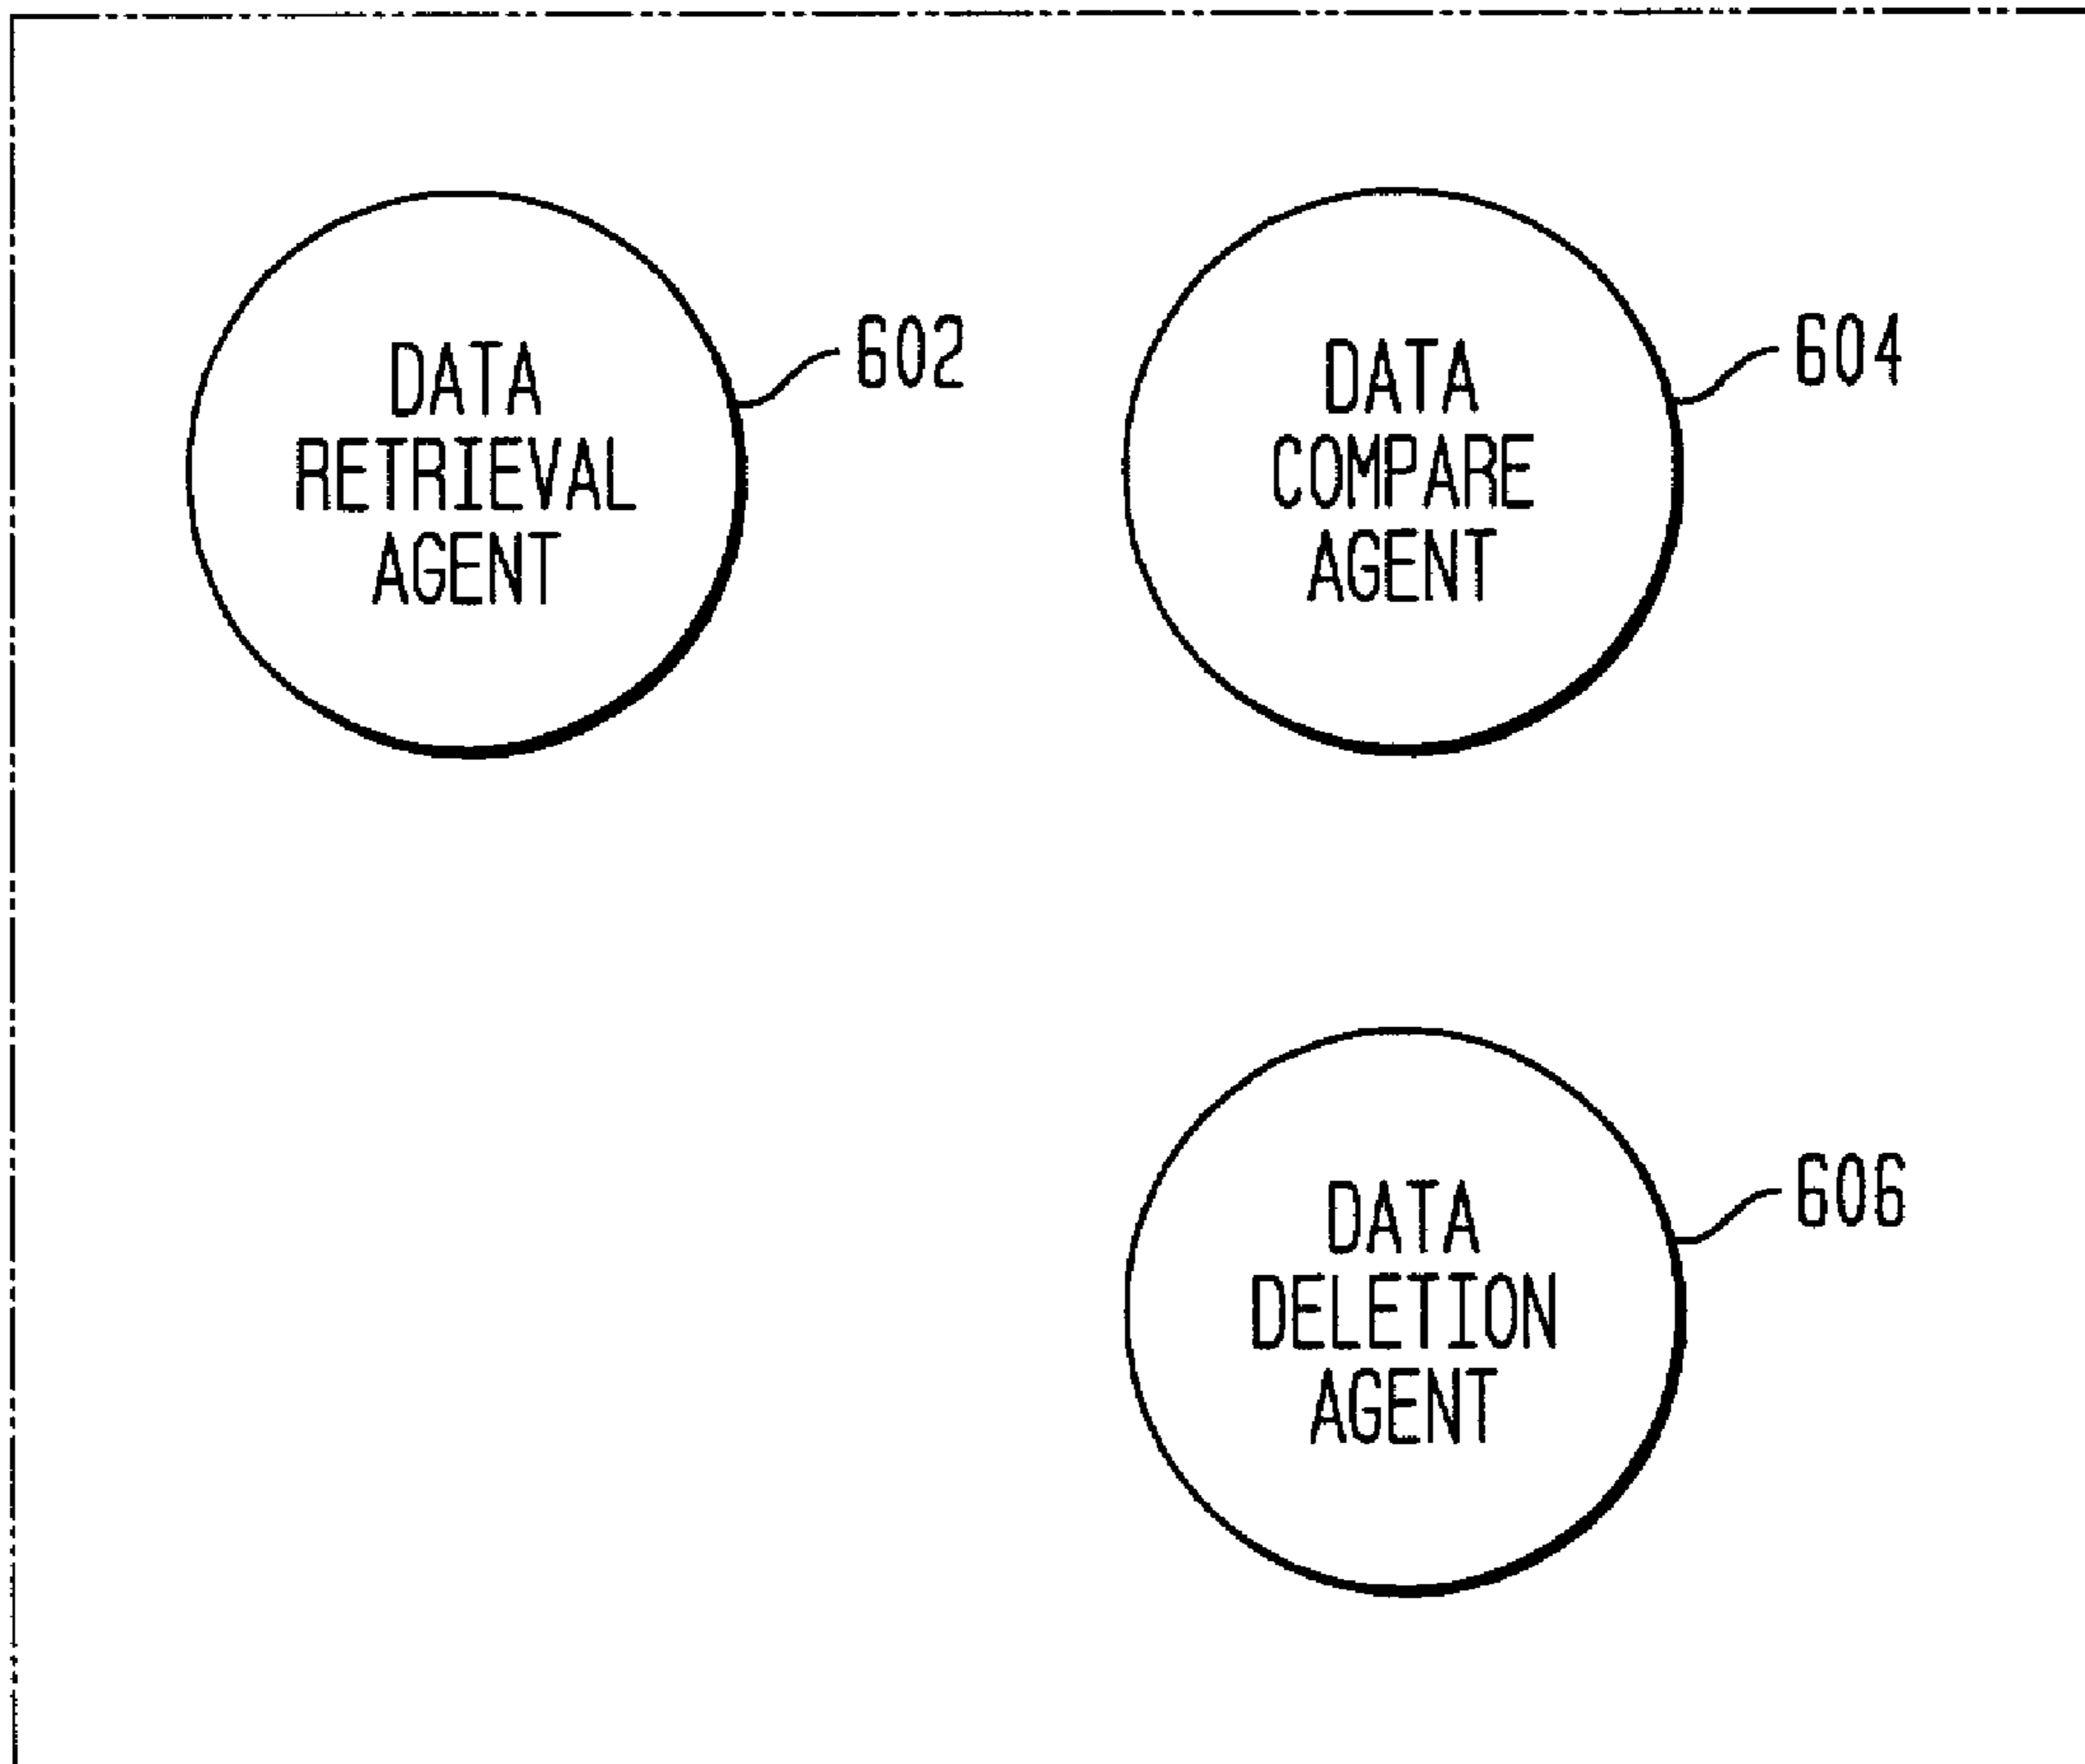 DATA
RETRIEVAL
AGENT
602
DATA
COMPARE
AGENT
604
DATA
DELETION
AGENT
606